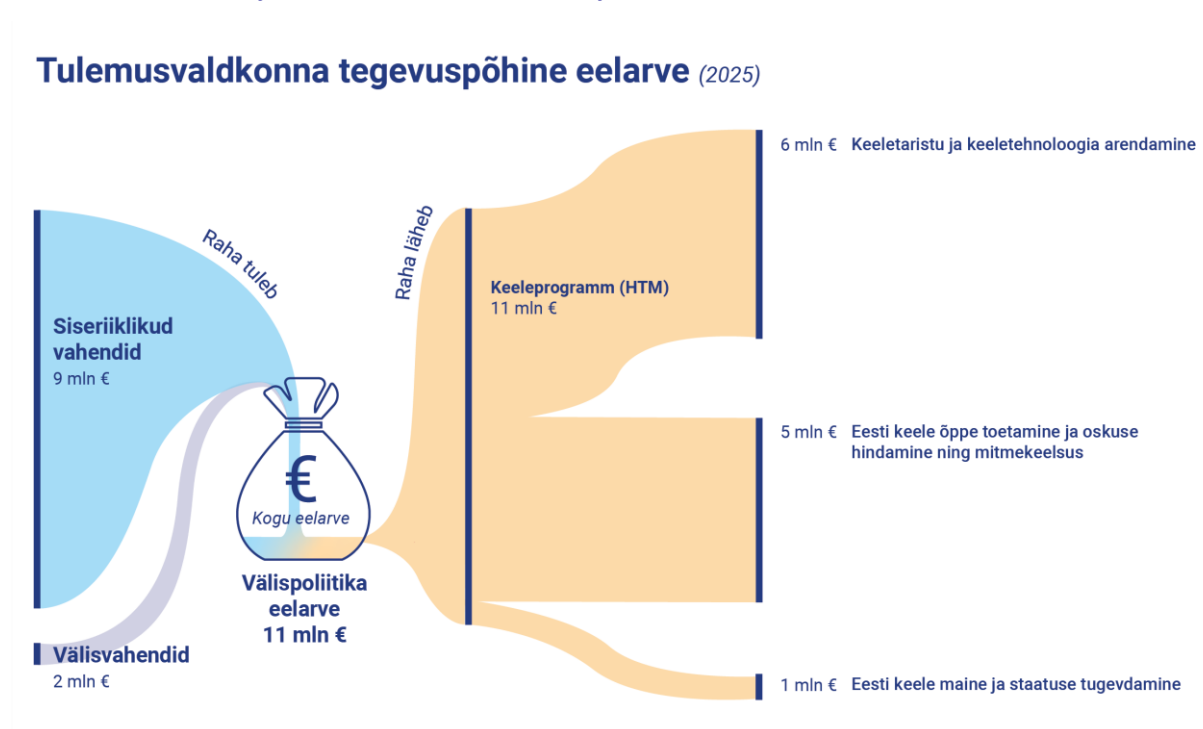 Tulemusvaldkonna tegevuspõhine eelarve (2025)
Raha tuleb
Siseriiklikud
vahendid
9 mln €
Välisvahendid
2 mln €
€
Kogu eelarve
Välispoliitika
eelarve
11 mln €
Raha läheb
Keeleprogramm (HTM)
11 mln €
6 mln € Keeletaristu ja keeletehnoloogia arendamine
5 mln € Eesti keele õppe toetamine ja oskuse
hindamine ning mitmekeelsus
1 mln € Eesti keele maine ja staatuse tugevdamine